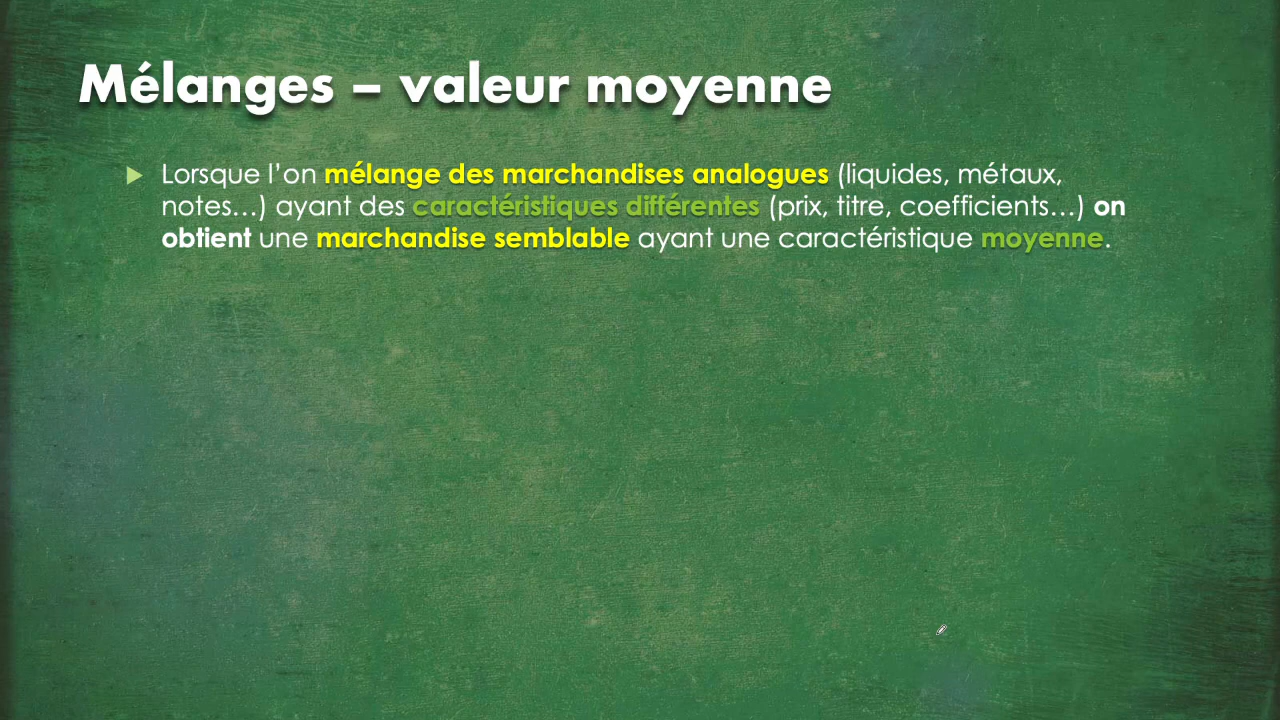 Mélanges – valeur moyenne
Lorsque l’on mélange des marchandises analogues (liquides, métaux,
notes…) ayant des caractéristiques différentes (prix, titre, coefficients…) on
obtient une marchandise semblable ayant une caractéristique moyenne.